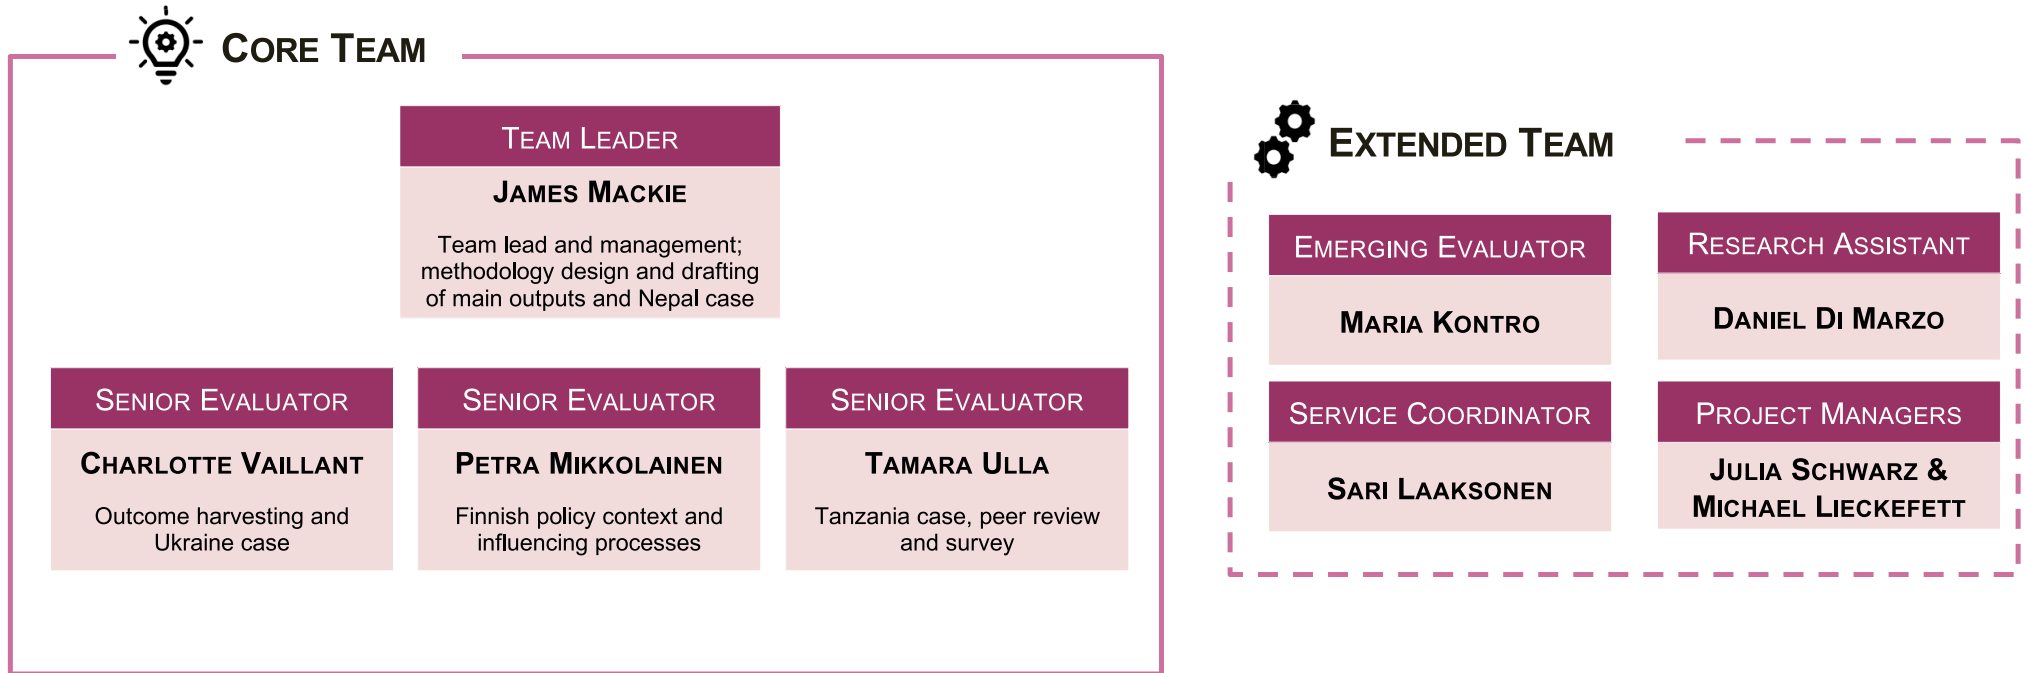 CORE TEAM
TEAM LEADER
JAMES MACKIE
Team lead and management;
methodology design and drafting
of main outputs and Nepal case
SENIOR EVALUATOR
CHARLOTTE VAILLANT
Outcome harvesting and
Ukraine case
SENIOR EVALUATOR
PETRA MIKKOLAINEN
Finnish policy context and
influencing processes
SENIOR EVALUATOR
TAMARA ULLA
Tanzania case, peer review
and survey
EXTENDED TEAM
EMERGING EVALUATOR
MARIA KONTRO
RESEARCH ASSISTANT
DANIEL DI MARZO
SERVICE COORDINATOR
SARI LAAKSONEN
PROJECT MANAGERS
JULIA SCHWARZ &
MICHAEL LIECKEFETT